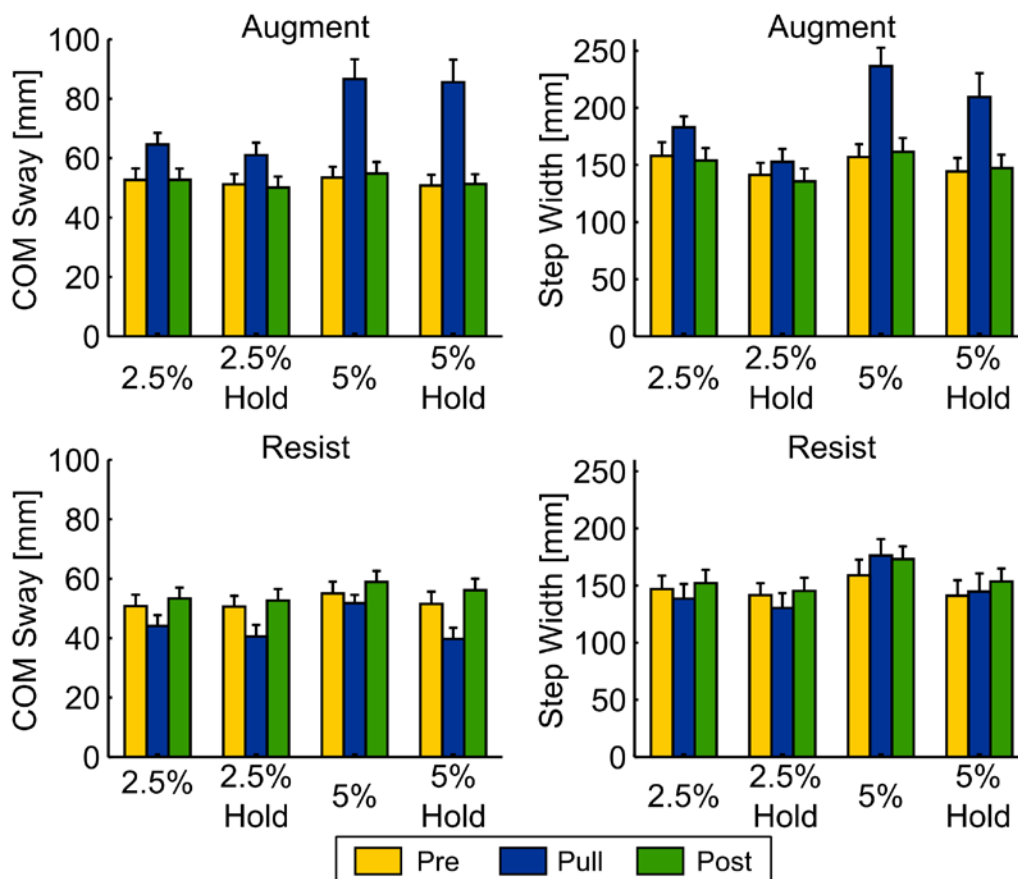 Augment
COM Sway [mm]
100
80
60
40
20
0
2.5%
2.5%
Hold
5%
5%
Hold
Augment
Step Width [mm]
250
200
150
100
50
0
2.5%
2.5%
Hold
5%
5%
Hold
Resist
COM Sway [mm]
100
80
60
40
20
0
2.5%
2.5%
Hold
5%
5%
Hold
Resist
Step Width [mm]
250
200
150
100
50
0
2.5%
2.5%
Hold
5%
5%
Hold
Pre Pull Post